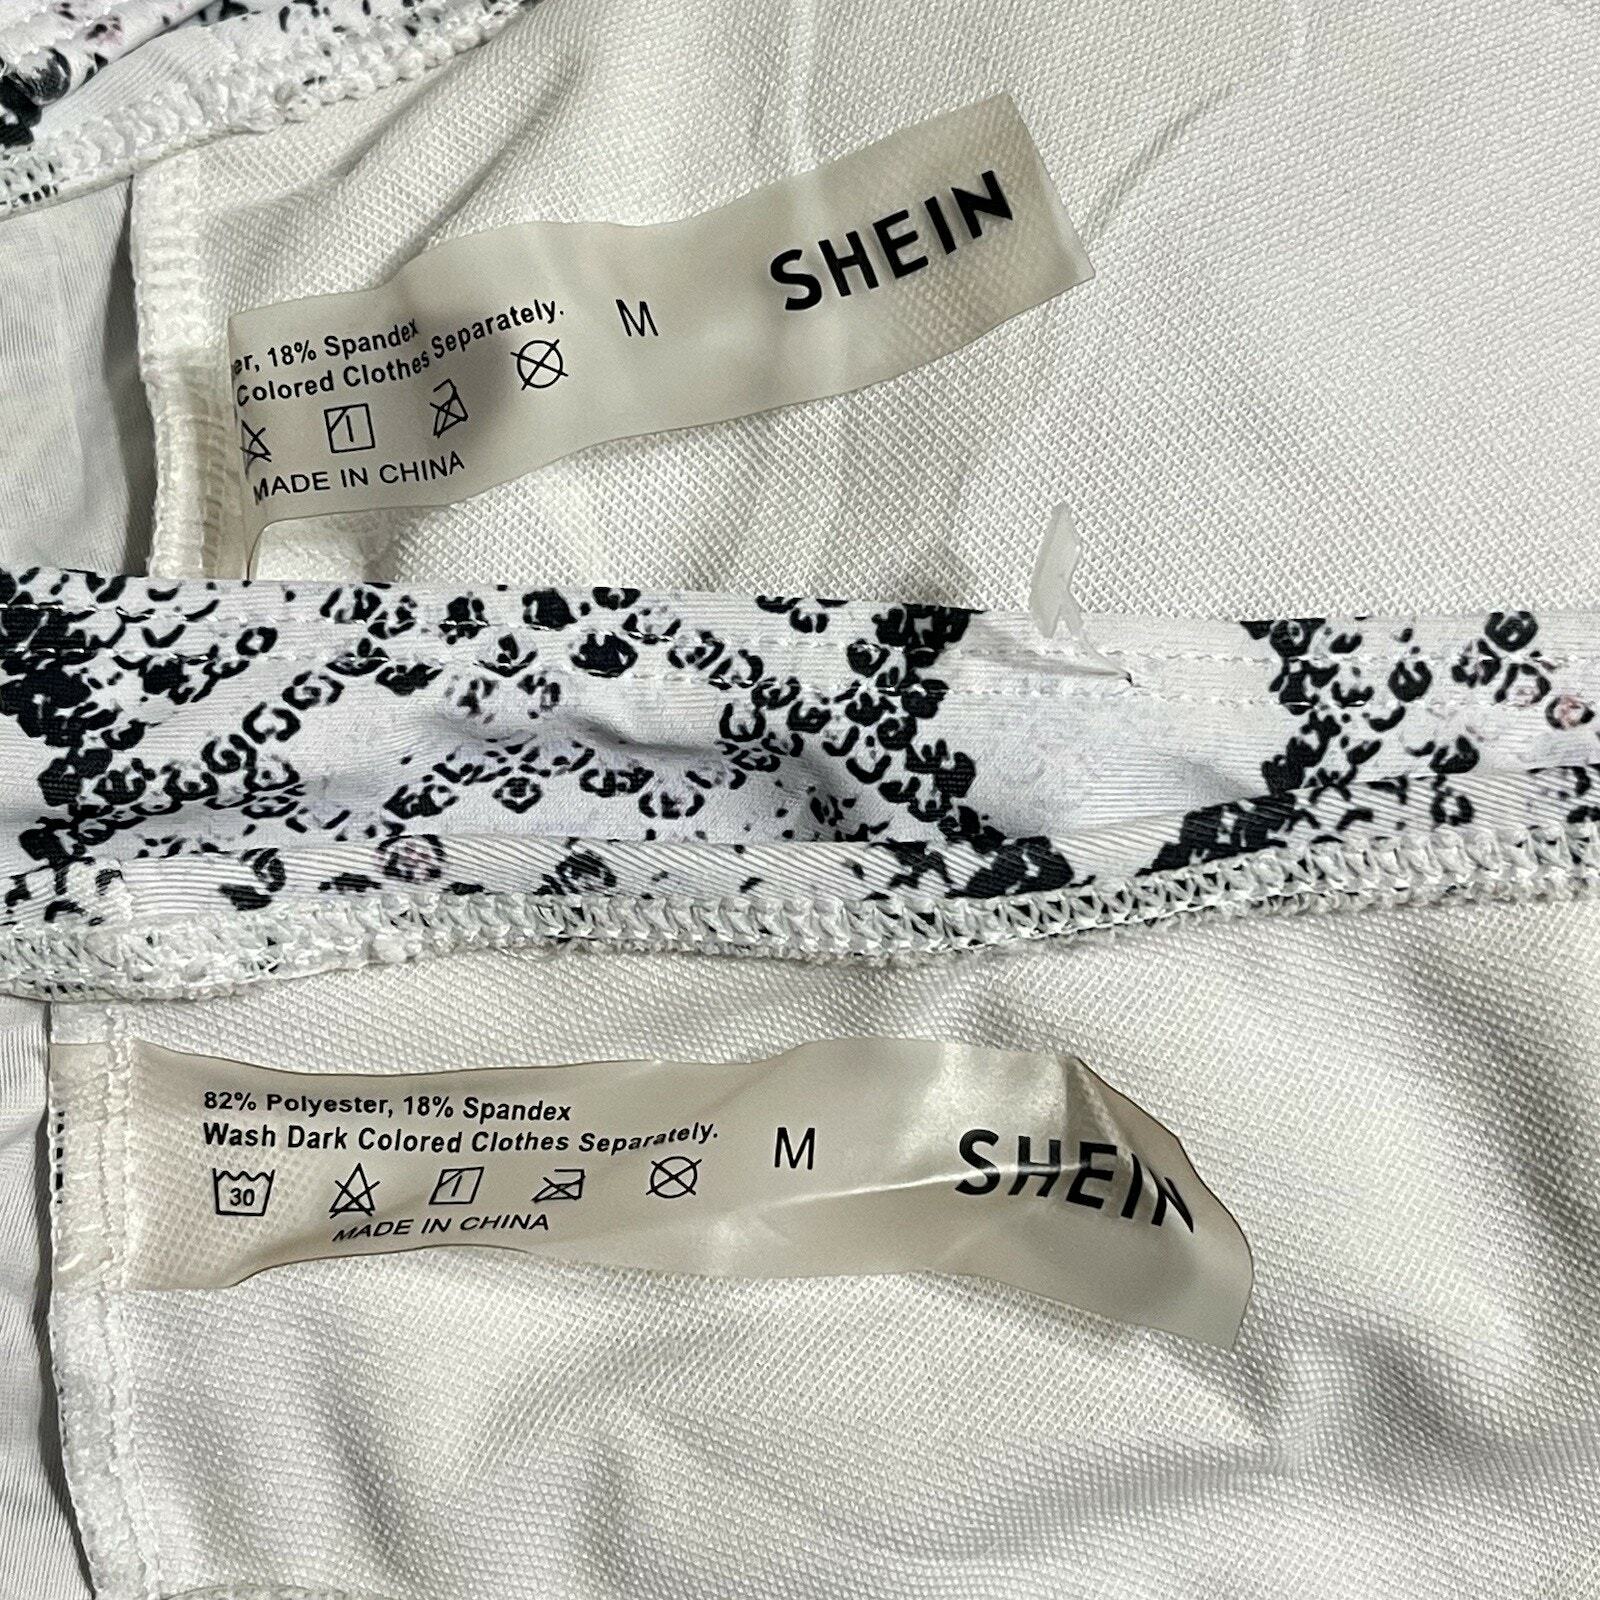 SHEIN
M
18% Spandex
Colored Clothes Separately.
MADE IN CHINA
82% Polyester, 18% Spandex
Wash Dark Colored Clothes Separately.
30
MADE IN CHINA
M
SHEIN